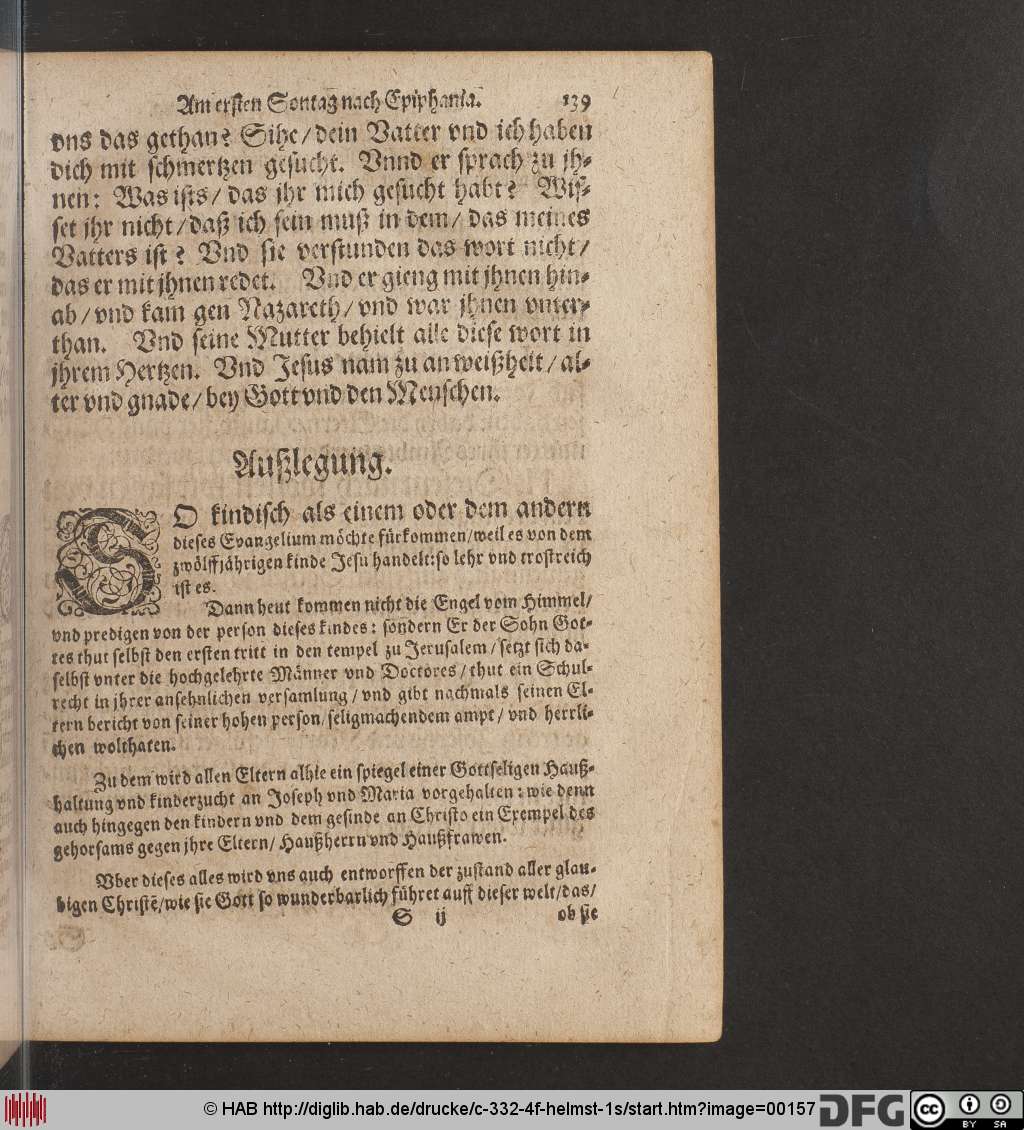 Am ersten Sontag nach Epiphania. 139
vns das gethan? Sihe/dein Vatter vnd ich haben
dich mit schmertzen gesucht. Vnnd er sprach zu jh-
nen: Was ists/ das jhr mich gesucht habt? Wis-
set jhr nicht/daß ich sein muß in dem/ das meines
Vatters ist? Vnd sie verstunden das wort nicht/
das er mit jhnen redet. Vnd er gieng mit jhnen hin-
ab/vnd kam gen Nazareth/vnd war jhnen vnter-
than. Vnd seine Mutter behielt alle diese wort in
jhrem Hertzen. Vnd Jesus nam zu an weißheit/al-
ter vnd gnade/bey Gott vnd den Menschen.
Außlegung.
SO kindisch als einem oder dem andern
dieses Evangelium möchte fürkommen/weil es von dem
zwölffjährigen kinde Jesu handelt:so lehr vnd trostreich
ist es.
Dann heut kommen nicht die Engel vom Himmel/
vnd predigen von der person dieses kindes: sondern Er der Sohn Got-
tes thut selbst den ersten tritt in den tempel zu Jerusalem/setzt sich da-
selbst vnter die hochgelehrte Männer vnd Doctores/thut ein Schul-
recht in jhrer ansehnlichen versamlung/vnd gibt nachmals seinen El-
tern bericht von seiner hohen person/seligmachendem ampt/ vnd herrli-
chen wolthaten.
Zu dem wird allen Eltern alhie ein spiegel einer Gottseligen Hauß-
haltung vnd kinderzucht an Joseph vnd Maria vorgehalten: wie denn
auch hingegen den kindern vnd dem gesinde an Christo ein Exempel des
gehorsams gegen jhre Eltern/ Haußherrn vnd Haußfrawen.
Vber dieses alles wird vns auch entworffen der zustand aller glau-
bigen Christē/wie sie Gott so wunderbarlich führet auff dieser welt/das/
S ij ob sie
© HAB http://diglib.hab.de/drucke/c-332-4f-helmst-1s/start.htm?image=00157 DFG cc BY SA